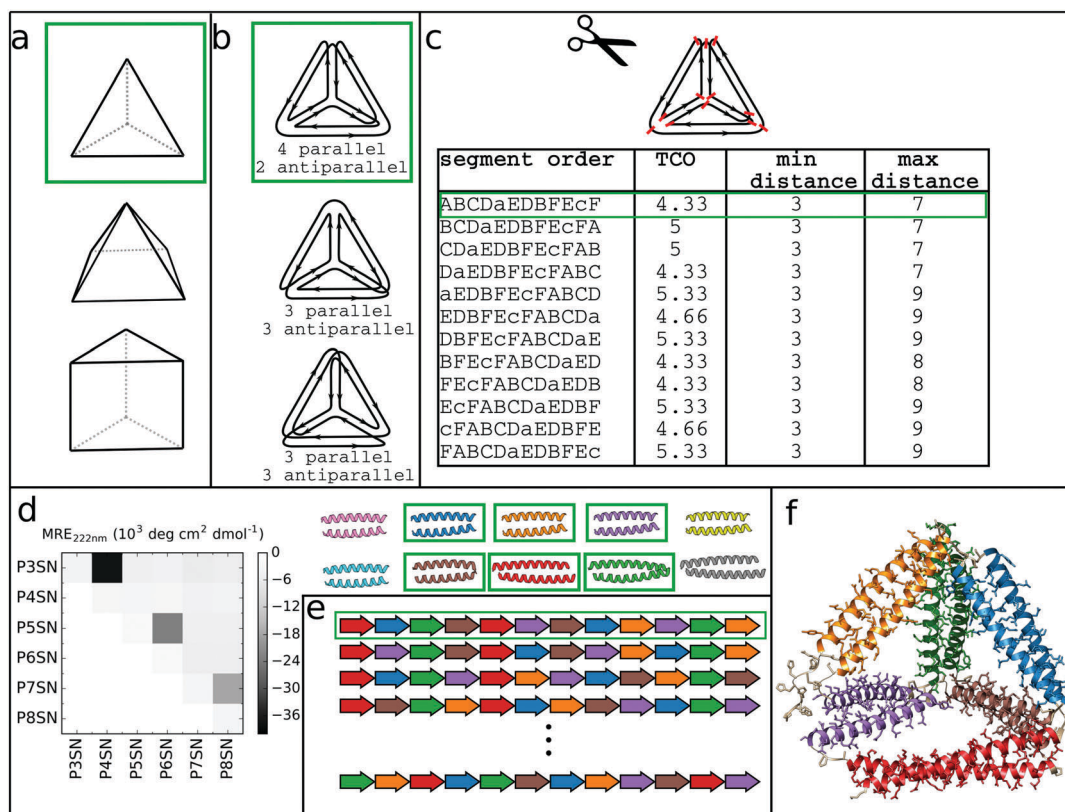 a
b
4 parallel
2 antiparallel
3 parallel
3 antiparallel
3 parallel
3 antiparallel
c
segment order TCO min distance max distance
ABCDaEDBFEcF 4.33 3 7
BCDaEDBFEcFA 5 3 7
CDaEDBFEcFAB 5 3 7
DaEDBFEcFABC 4.33 3 7
aEDBFEcFABCD 5.33 3 9
EDBFEcFABCDa 4.66 3 9
DBFEcFABCDaE 5.33 3 9
BFEcFABCDaED 4.33 3 8
FEcFABCDaEDB 4.33 3 8
EcFABCDaEDBF 5.33 3 9
cFABCDaEDBFE 4.66 3 9
FABCDaEDBFEc 5.33 3 9
d
MRE222nm (10³ deg cm² dmol⁻¹)
P3SN
P4SN
P5SN
P6SN
P7SN
P8SN
P3SN P4SN P5SN P6SN P7SN P8SN
0
−6
−12
−18
−24
−30
−36
e
f